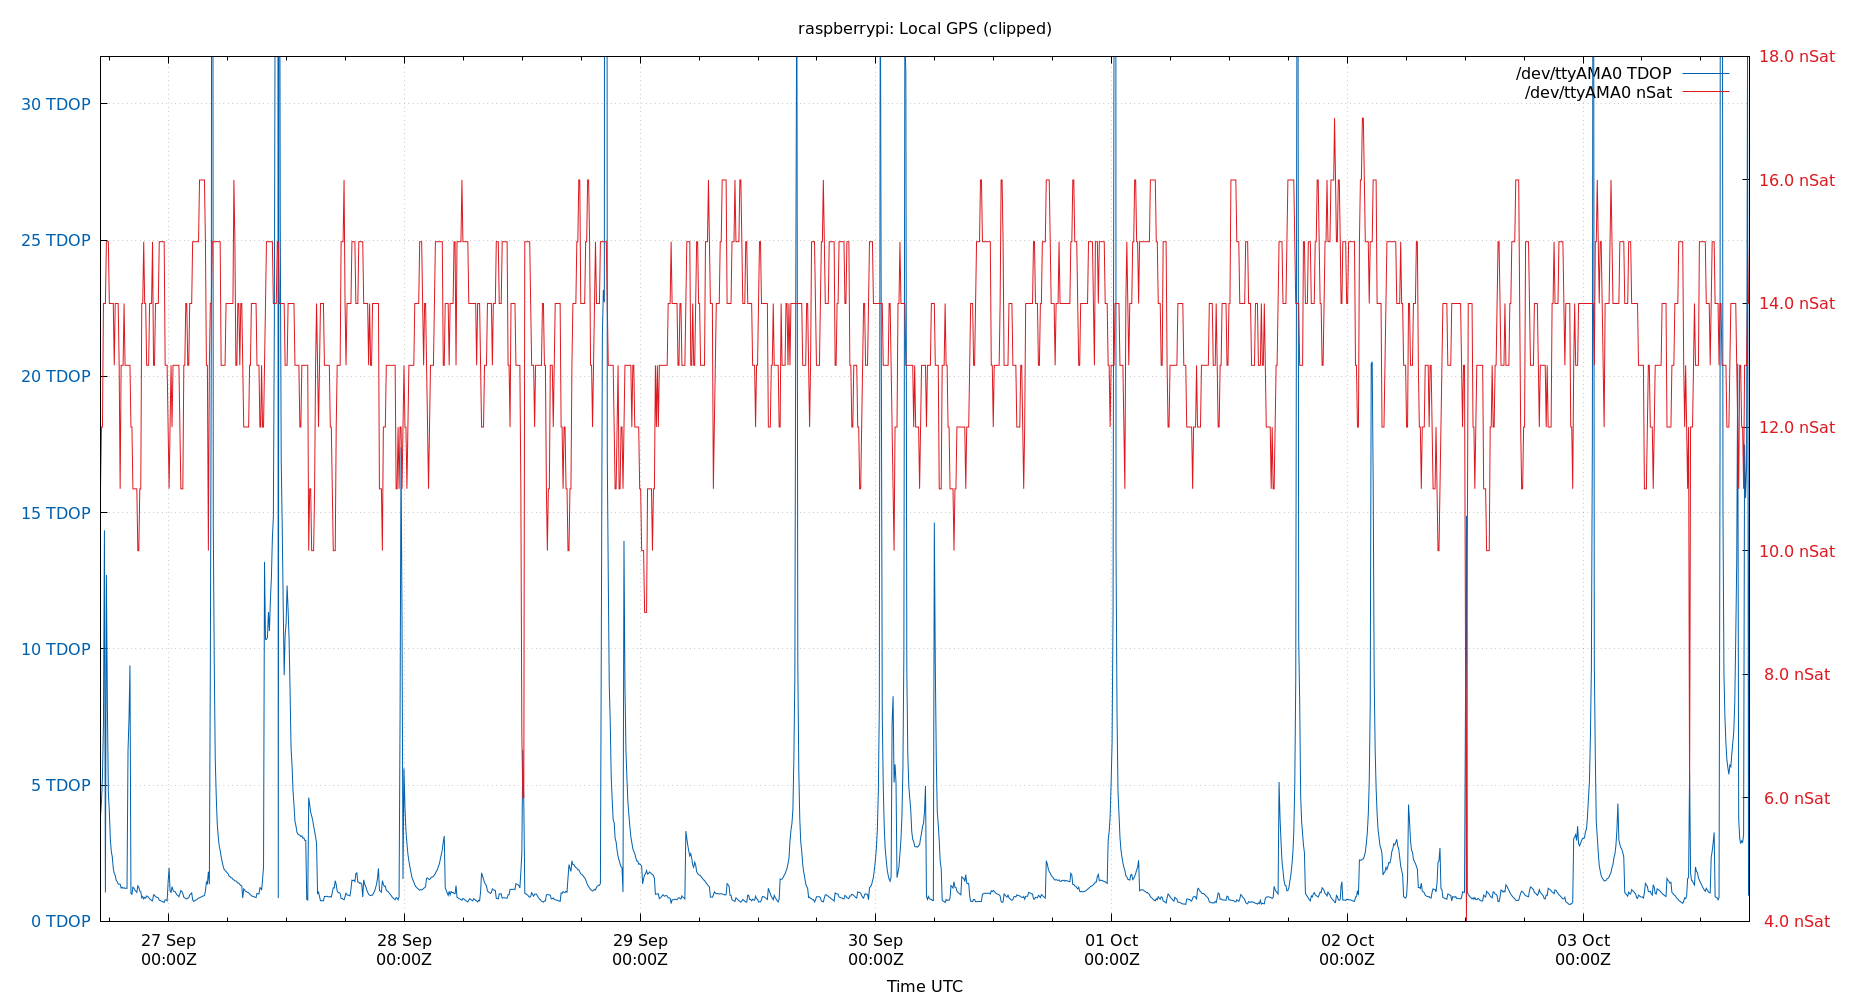 raspberrypi: Local GPS (clipped)
18.0 nSat
/dev/ttyAMA0 TDOP
/dev/ttyAMA0 nSat
30 TDOP
16.0 nSat
25 TDOP
14.0 nSat
20 TDOP
12.0 nSat
15 TDOP
10.0 nSat
10 TDOP
8.0 nSat
5 TDOP
6.0 nSat
0 TDOP
4.0 nSat
27 Sep
00:00Z
28 Sep
00:00Z
29 Sep
00:00Z
30 Sep
00:00Z
01 Oct
00:00Z
02 Oct
00:00Z
03 Oct
00:00Z
Time UTC